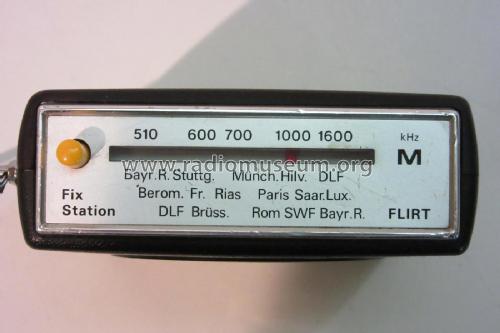 510 600 700 1000 1600 kHz
M
www.radiomuseum.org
Bayr.R. Stuttg. Münch. Hilv. DLF
Fix Berom. Fr. Rias Paris Saar. Lux.
Station DLF Brüss. Rom SWF Bayr.R. FLIRT